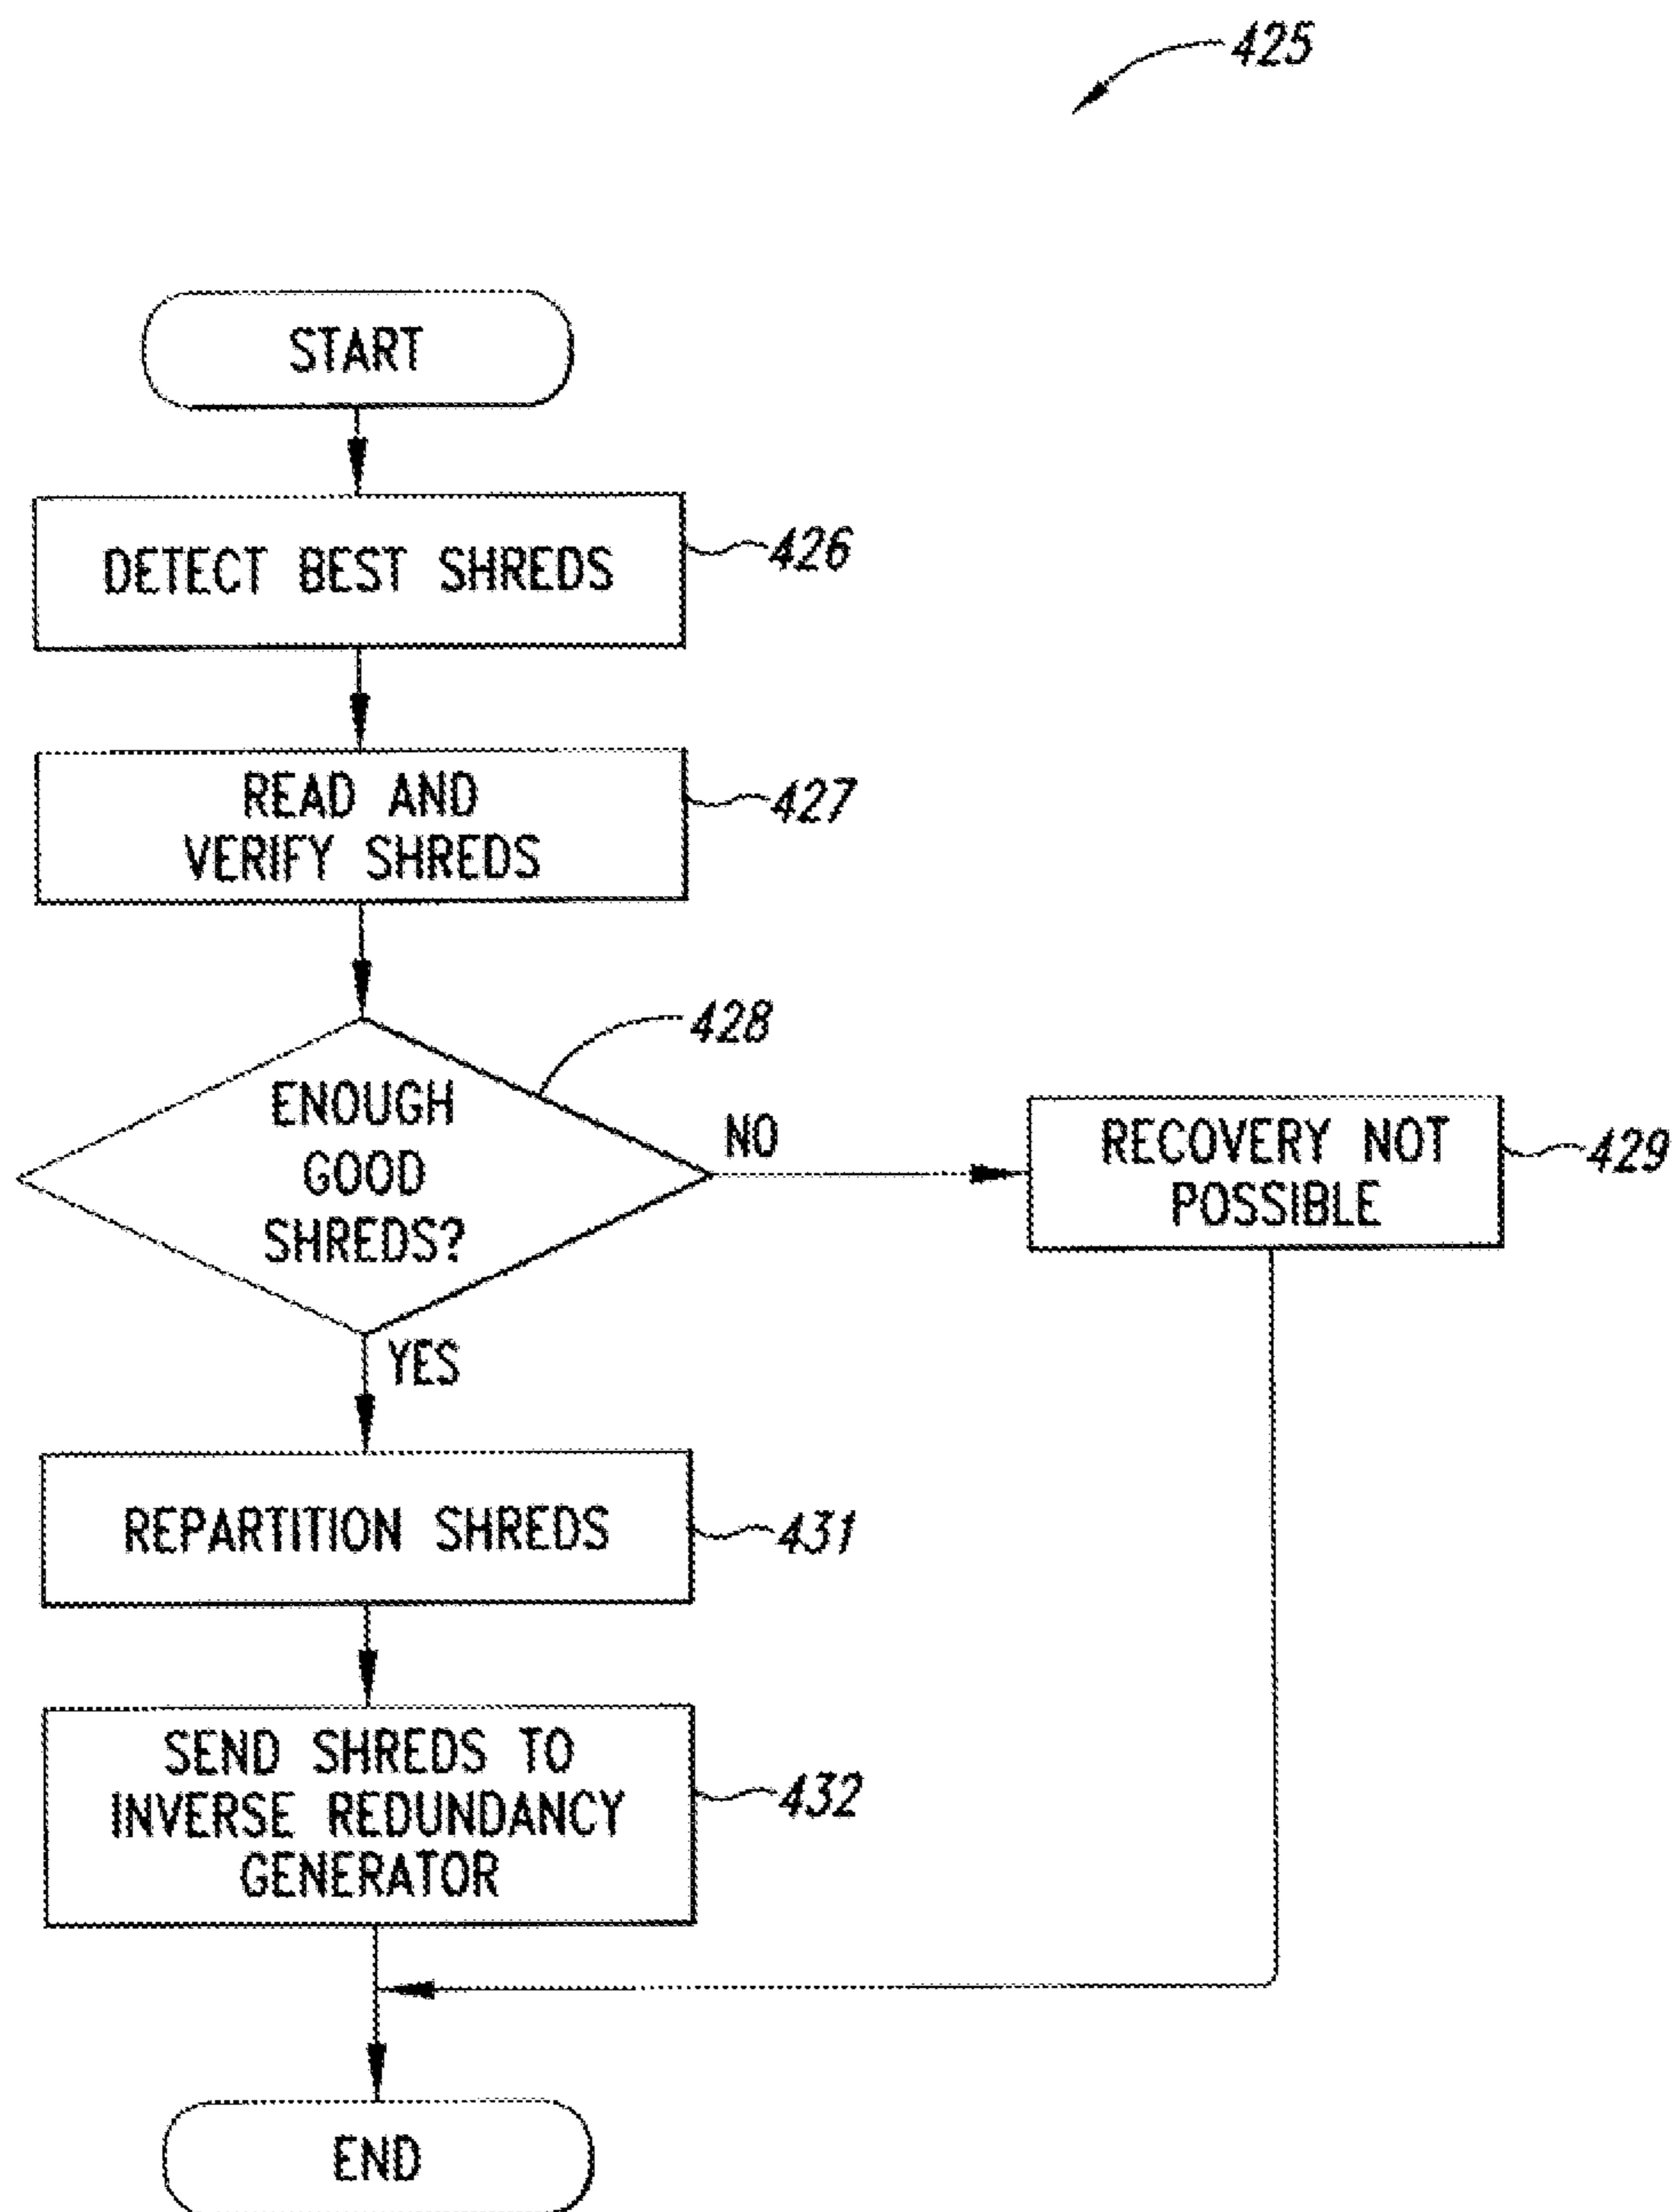 425
START
DETECT BEST SHREDS
426
READ AND
VERIFY SHREDS
427
428
ENOUGH
GOOD
SHREDS?
NO
RECOVERY NOT
POSSIBLE
429
YES
REPARTITION SHREDS
431
SEND SHREDS TO
INVERSE REDUNDANCY
GENERATOR
432
END